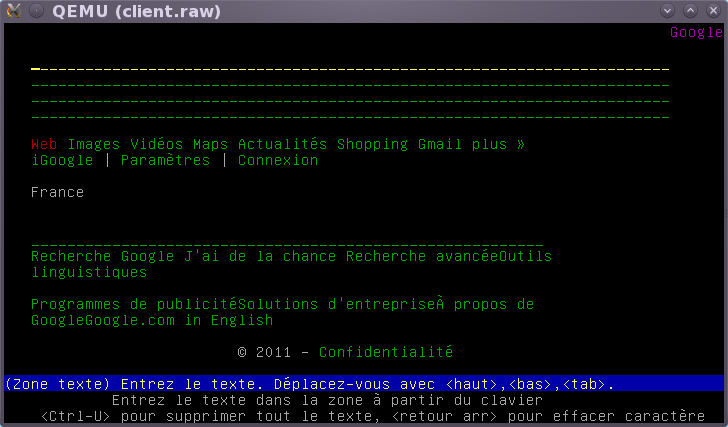 QEMU (client.raw)
Google
Web Images Vidéos Maps Actualités Shopping Gmail plus »
iGoogle | Paramètres | Connexion
France
Recherche Google J'ai de la chance Recherche avancéeOutils
linguistiques
Programmes de publicitéSolutions d'entrepriseÀ propos de
GoogleGoogle.com in English
© 2011 - Confidentialité
(Zone texte) Entrez le texte. Déplacez-vous avec <haut>,<bas>,<tab>.
Entrez le texte dans la zone à partir du clavier
<Ctrl-U> pour supprimer tout le texte, <retour arr> pour effacer caractère